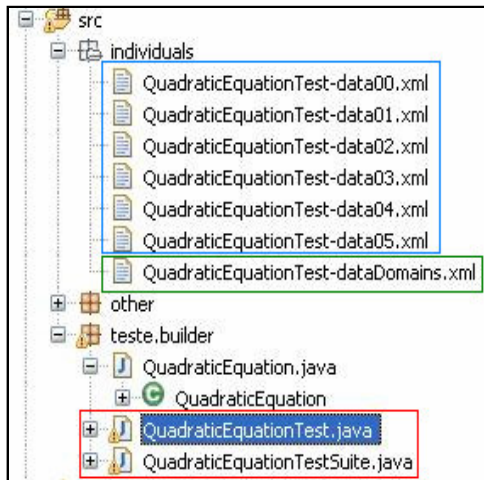 src
individuals
QuadraticEquationTest-data00.xml
QuadraticEquationTest-data01.xml
QuadraticEquationTest-data02.xml
QuadraticEquationTest-data03.xml
QuadraticEquationTest-data04.xml
QuadraticEquationTest-data05.xml
QuadraticEquationTest-dataDomains.xml
other
teste.builder
QuadraticEquation.java
QuadraticEquation
QuadraticEquationTest.java
QuadraticEquationTestSuite.java